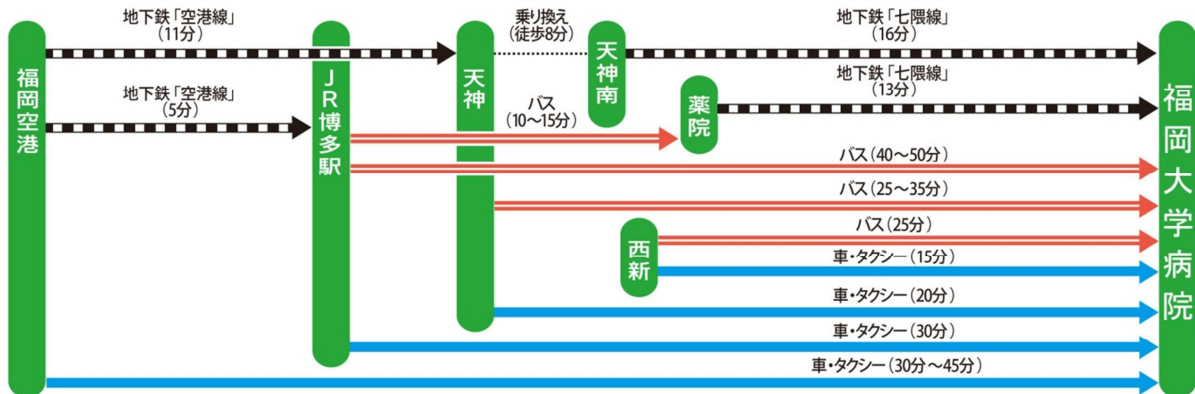 地下鉄「空港線」
(11分)
乗り換え
(徒歩8分)
地下鉄「七隈線」
(16分)
福岡空港
JR博多駅
天神
天神南
福岡大学病院
地下鉄「空港線」
(5分)
バス
(10〜15分)
薬院
地下鉄「七隈線」
(13分)
バス(40〜50分)
バス(25〜35分)
西新
バス(25分)
車・タクシー(15分)
車・タクシー(20分)
車・タクシー(30分)
車・タクシー(30分〜45分)